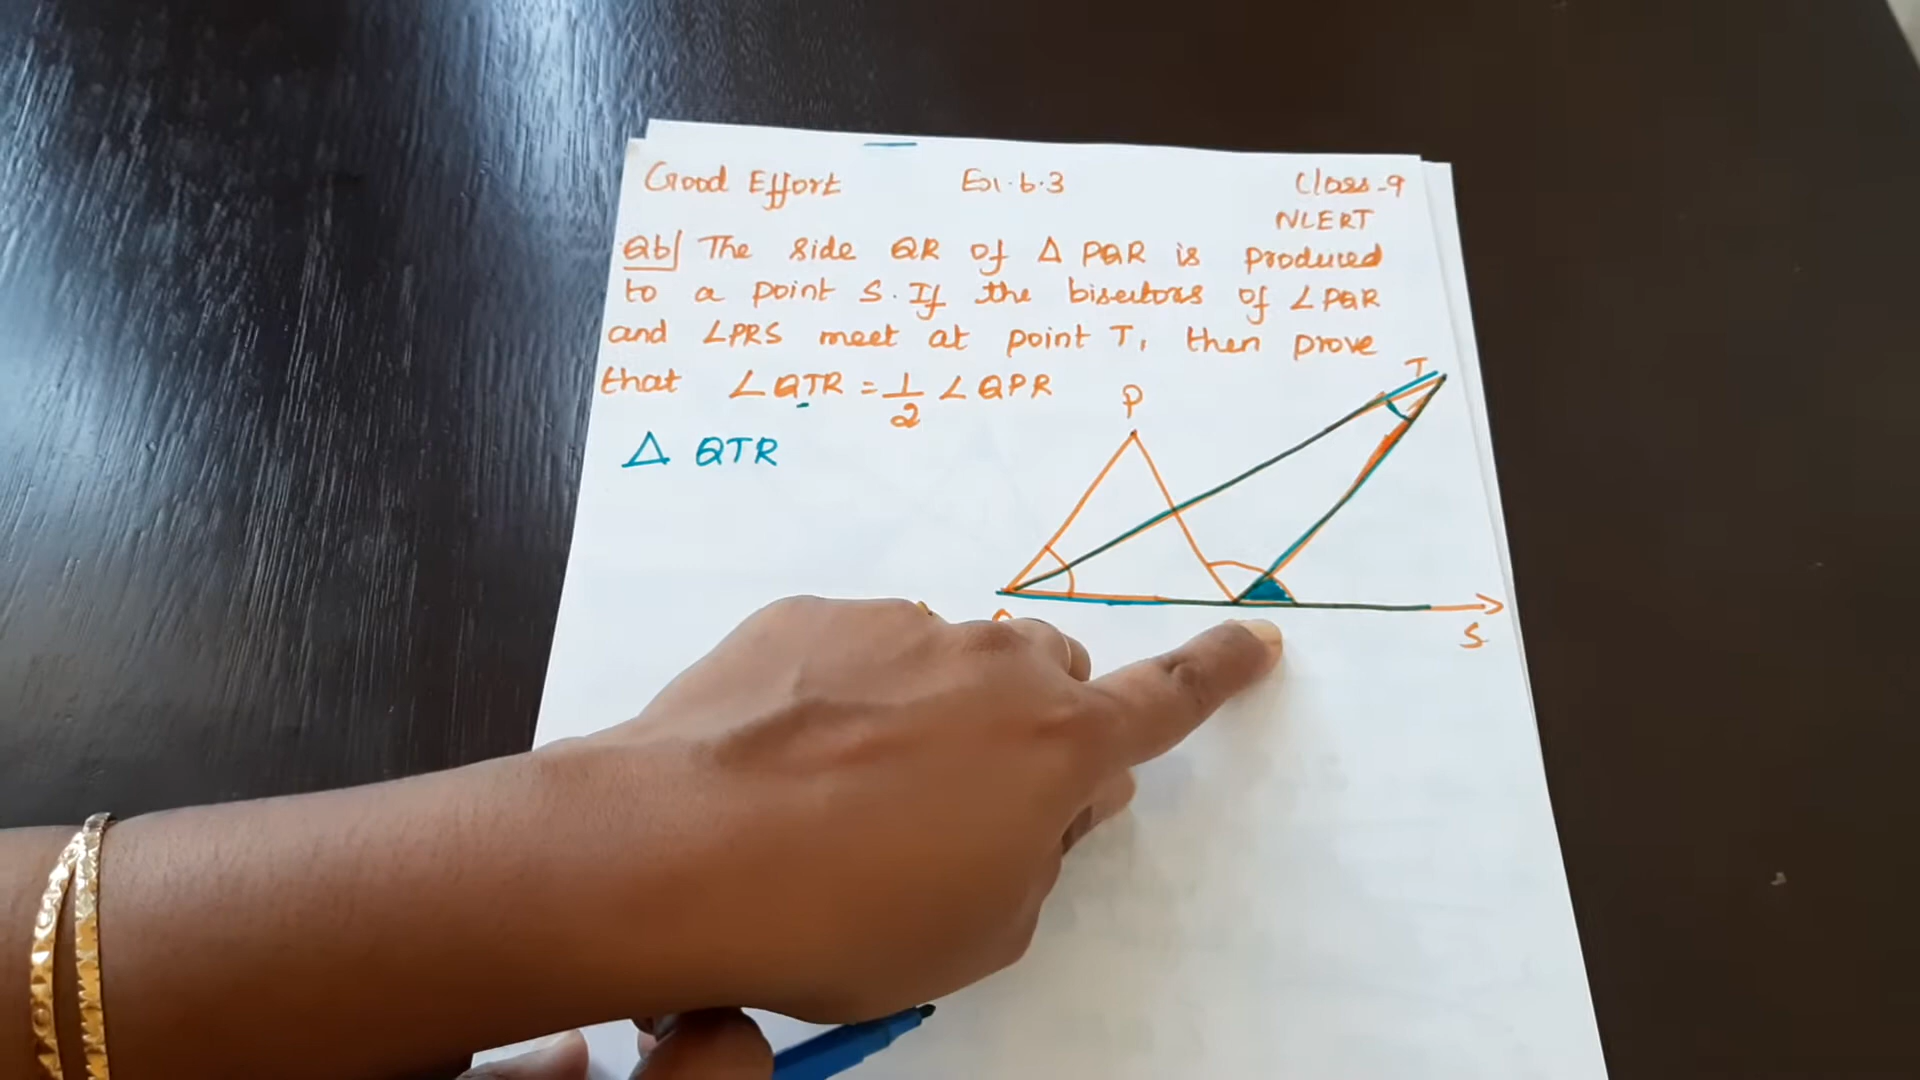 Good Effort Ex.6.3 Class-9
NCERT
Q6) The side QR of Δ PQR is produced
to a point S. If the bisectors of ∠PQR
and ∠PRS meet at point T, then prove
that ∠QTR = 1/2 ∠QPR
T
P
Δ QTR
S